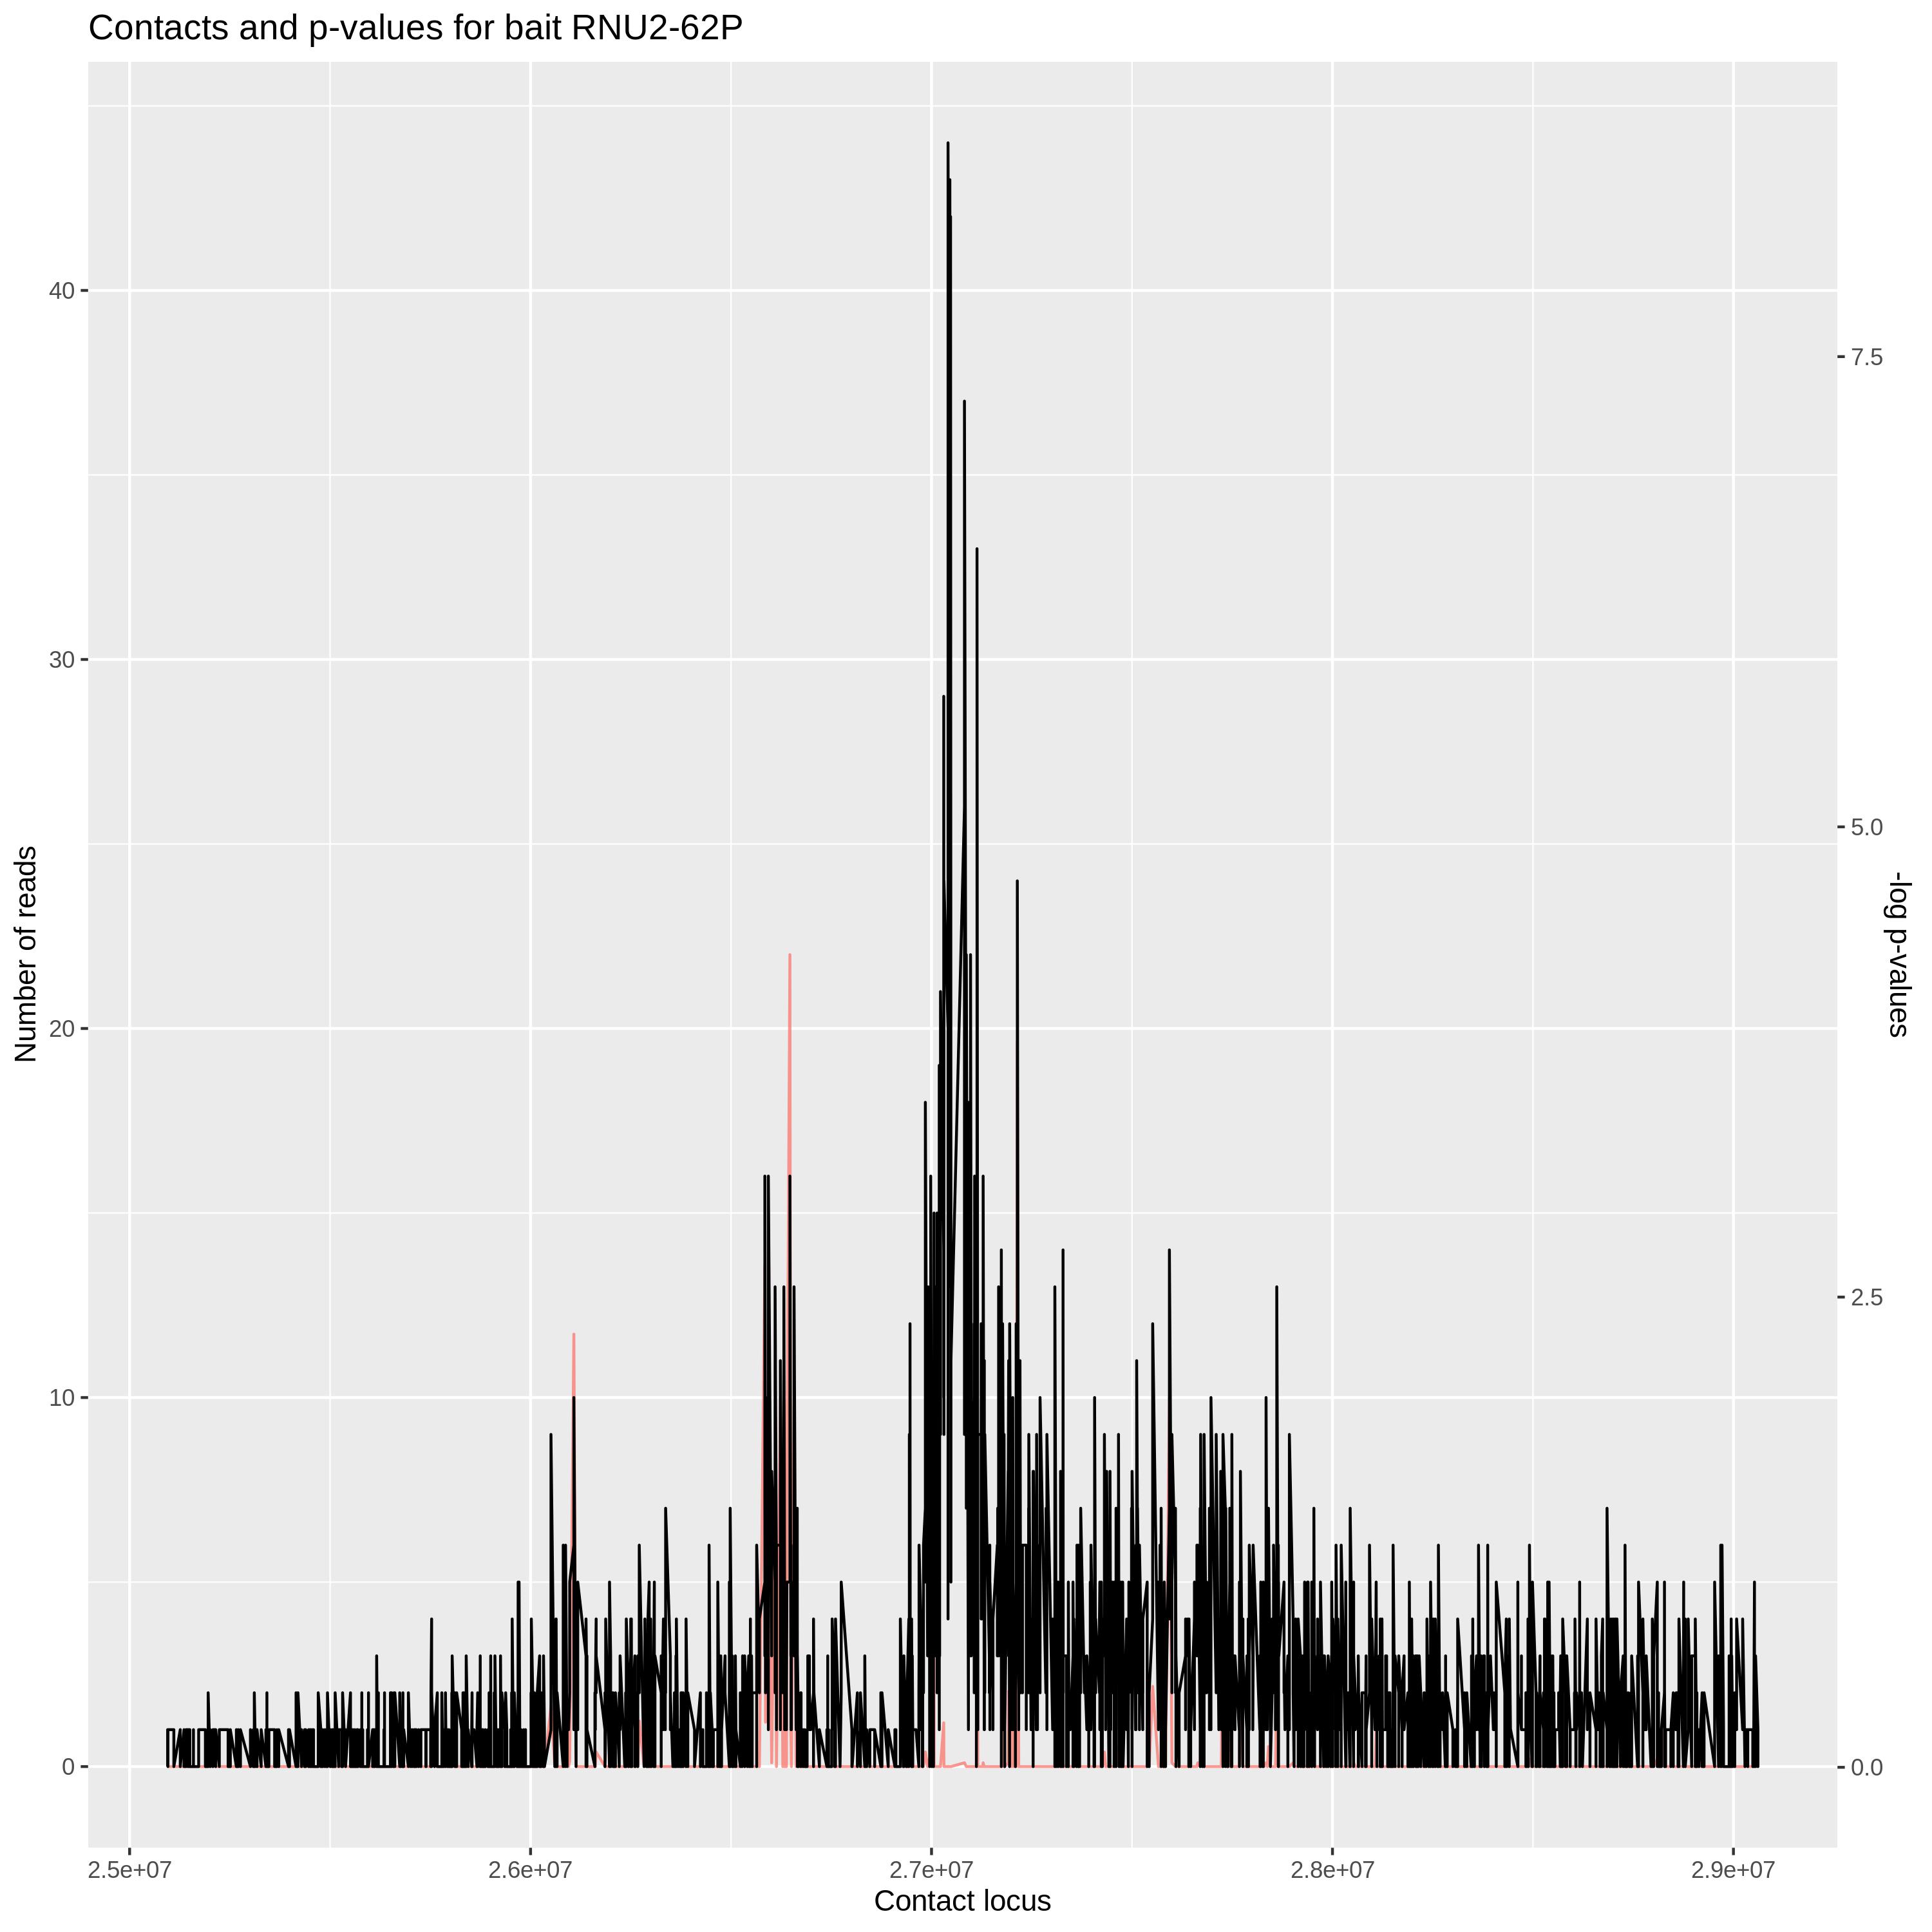 Contacts and p-values for bait RNU2-62P
40
30
20
10
0
Number of reads
7.5
5.0
2.5
0.0
-log p-values
2.5e+07 2.6e+07 2.7e+07 2.8e+07 2.9e+07
Contact locus